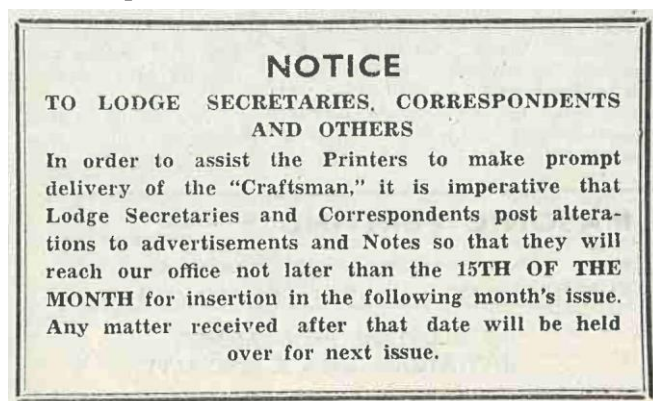 NOTICE
TO LODGE SECRETARIES, CORRESPONDENTS
AND OTHERS
In order to assist the Printers to make prompt
delivery of the "Craftsman," it is imperative that
Lodge Secretaries and Correspondents post altera-
tions to advertisements and Notes so that they will
reach our office not later than the 15TH OF THE
MONTH for insertion in the following month's issue.
Any matter received after that date will be held
over for next issue.